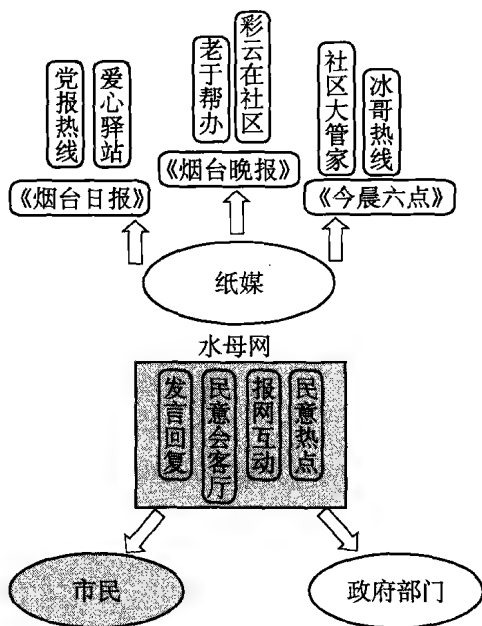 党报热线
爱心驿站
老于帮办
彩云在社区
社区大管家
冰哥热线
《烟台日报》
《烟台晚报》
《今晨六点》
纸媒
水母网
发言回复
民意会客厅
报网互动
民意热点
市民
政府部门